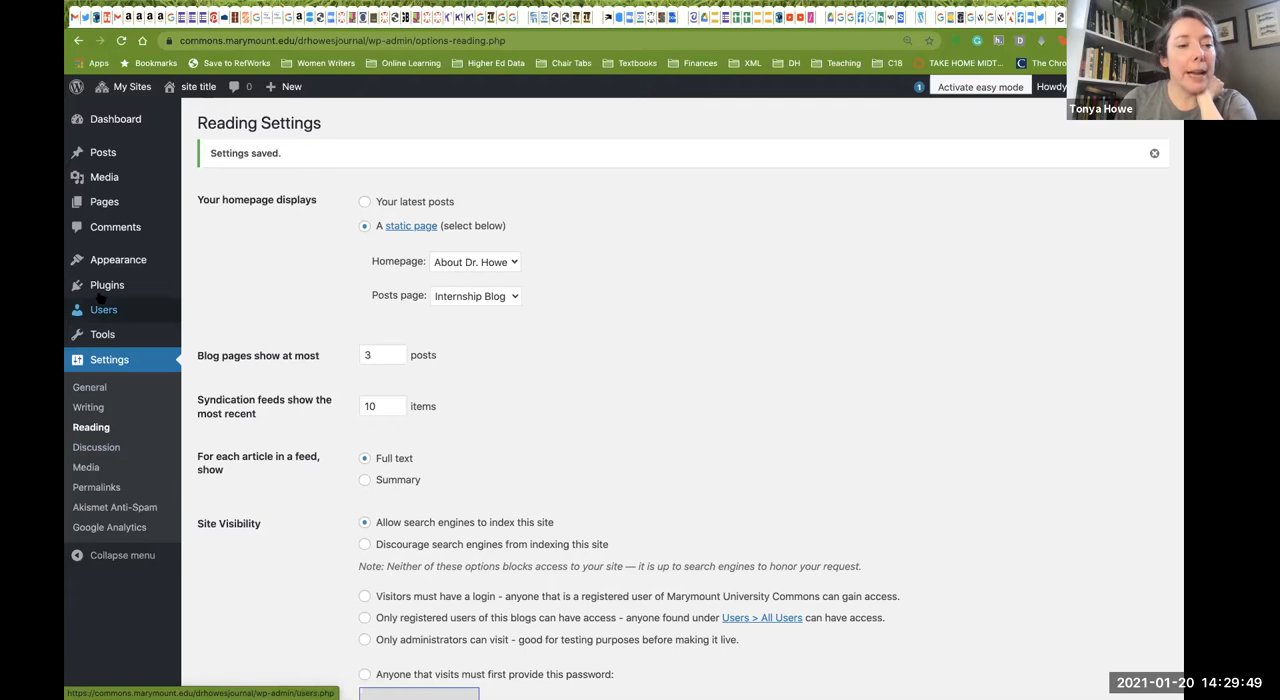 commons.marymount.edu/drhowesjournal/wp-admin/options-reading.php
Apps
Bookmarks
Save to RefWorks
Women Writers
Online Learning
Higher Ed Data
Chair Tabs
Textbooks
Finances
XML
DH
Teaching
C18
TAKE HOME MIDT...
The Chro
My Sites
site title
0
New
1
Activate easy mode
Howdy
Tonya Howe
Dashboard
Posts
Media
Pages
Comments
Appearance
Plugins
Users
Tools
Settings
General
Writing
Reading
Discussion
Media
Permalinks
Akismet Anti-Spam
Google Analytics
Collapse menu
Reading Settings
Settings saved.
Your homepage displays
Your latest posts
A static page (select below)
Homepage: About Dr. Howe
Posts page: Internship Blog
Blog pages show at most 3 posts
Syndication feeds show the most recent 10 items
For each article in a feed, show
Full text
Summary
Site Visibility
Allow search engines to index this site
Discourage search engines from indexing this site
Note: Neither of these options blocks access to your site — it is up to search engines to honor your request.
Visitors must have a login - anyone that is a registered user of Marymount University Commons can gain access.
Only registered users of this blogs can have access - anyone found under Users > All Users can have access.
Only administrators can visit - good for testing purposes before making it live.
Anyone that visits must first provide this password:
https://commons.marymount.edu/drhowesjournal/wp-admin/users.php
2021-01-20 14:29:49